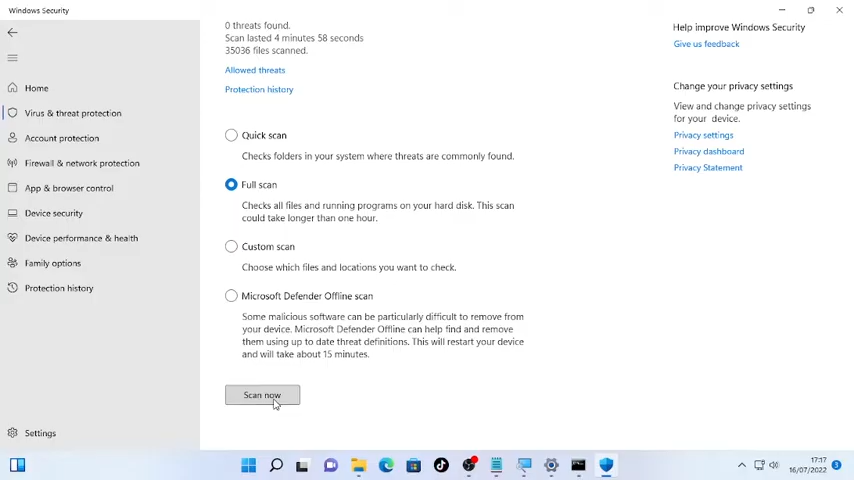 Windows Security
Home
Virus & threat protection
Account protection
Firewall & network protection
App & browser control
Device security
Device performance & health
Family options
Protection history
Settings
0 threats found.
Scan lasted 4 minutes 58 seconds
35036 files scanned.
Allowed threats
Protection history
Quick scan
Checks folders in your system where threats are commonly found.
Full scan
Checks all files and running programs on your hard disk. This scan
could take longer than one hour.
Custom scan
Choose which files and locations you want to check.
Microsoft Defender Offline scan
Some malicious software can be particularly difficult to remove from
your device. Microsoft Defender Offline can help find and remove
them using up to date threat definitions. This will restart your device
and will take about 15 minutes.
Scan now
Help improve Windows Security
Give us feedback
Change your privacy settings
View and change privacy settings
for your device.
Privacy settings
Privacy dashboard
Privacy Statement
17:17
16/07/2022
3